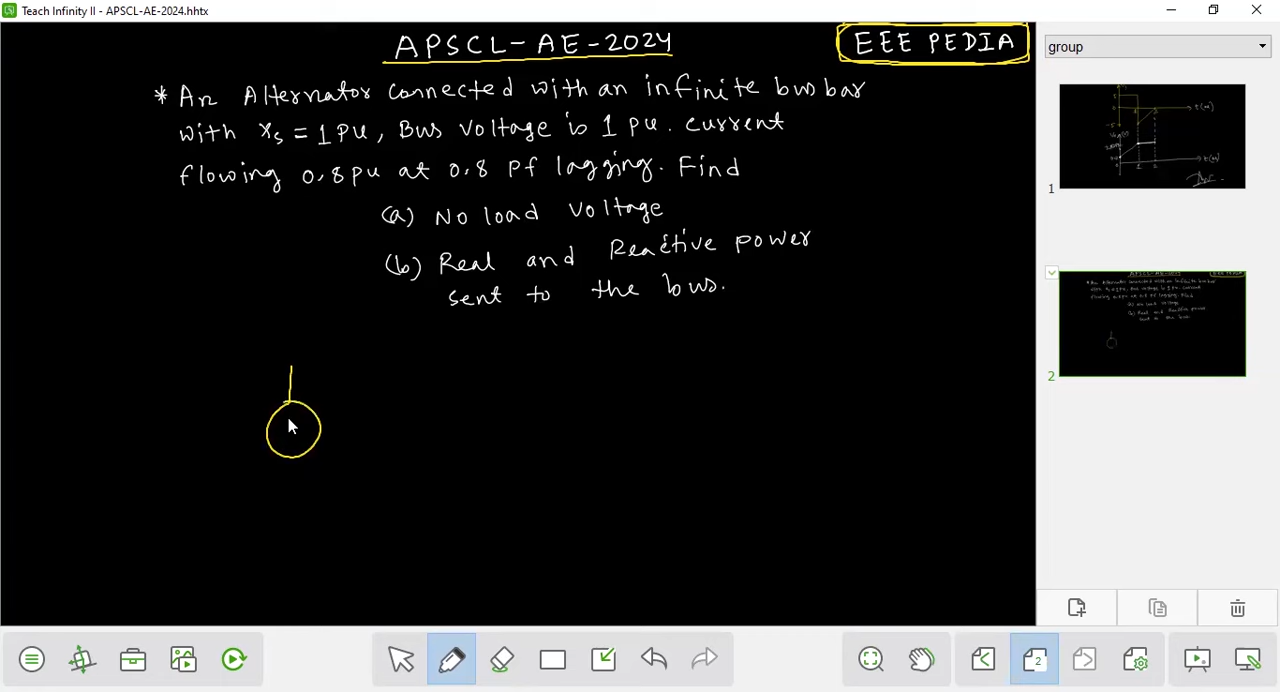 Teach Infinity II - APSCL-AE-2024.hhtx
APSCL-AE-2024
EEE PEDIA
* An Alternator connected with an infinite bus bar
with xs = 1 pu, Bus voltage is 1 pu. current
flowing 0.8 pu at 0.8 pf lagging. Find
(a) No load voltage
(b) Real and Reactive power
sent to the bus.
group
1
2
2